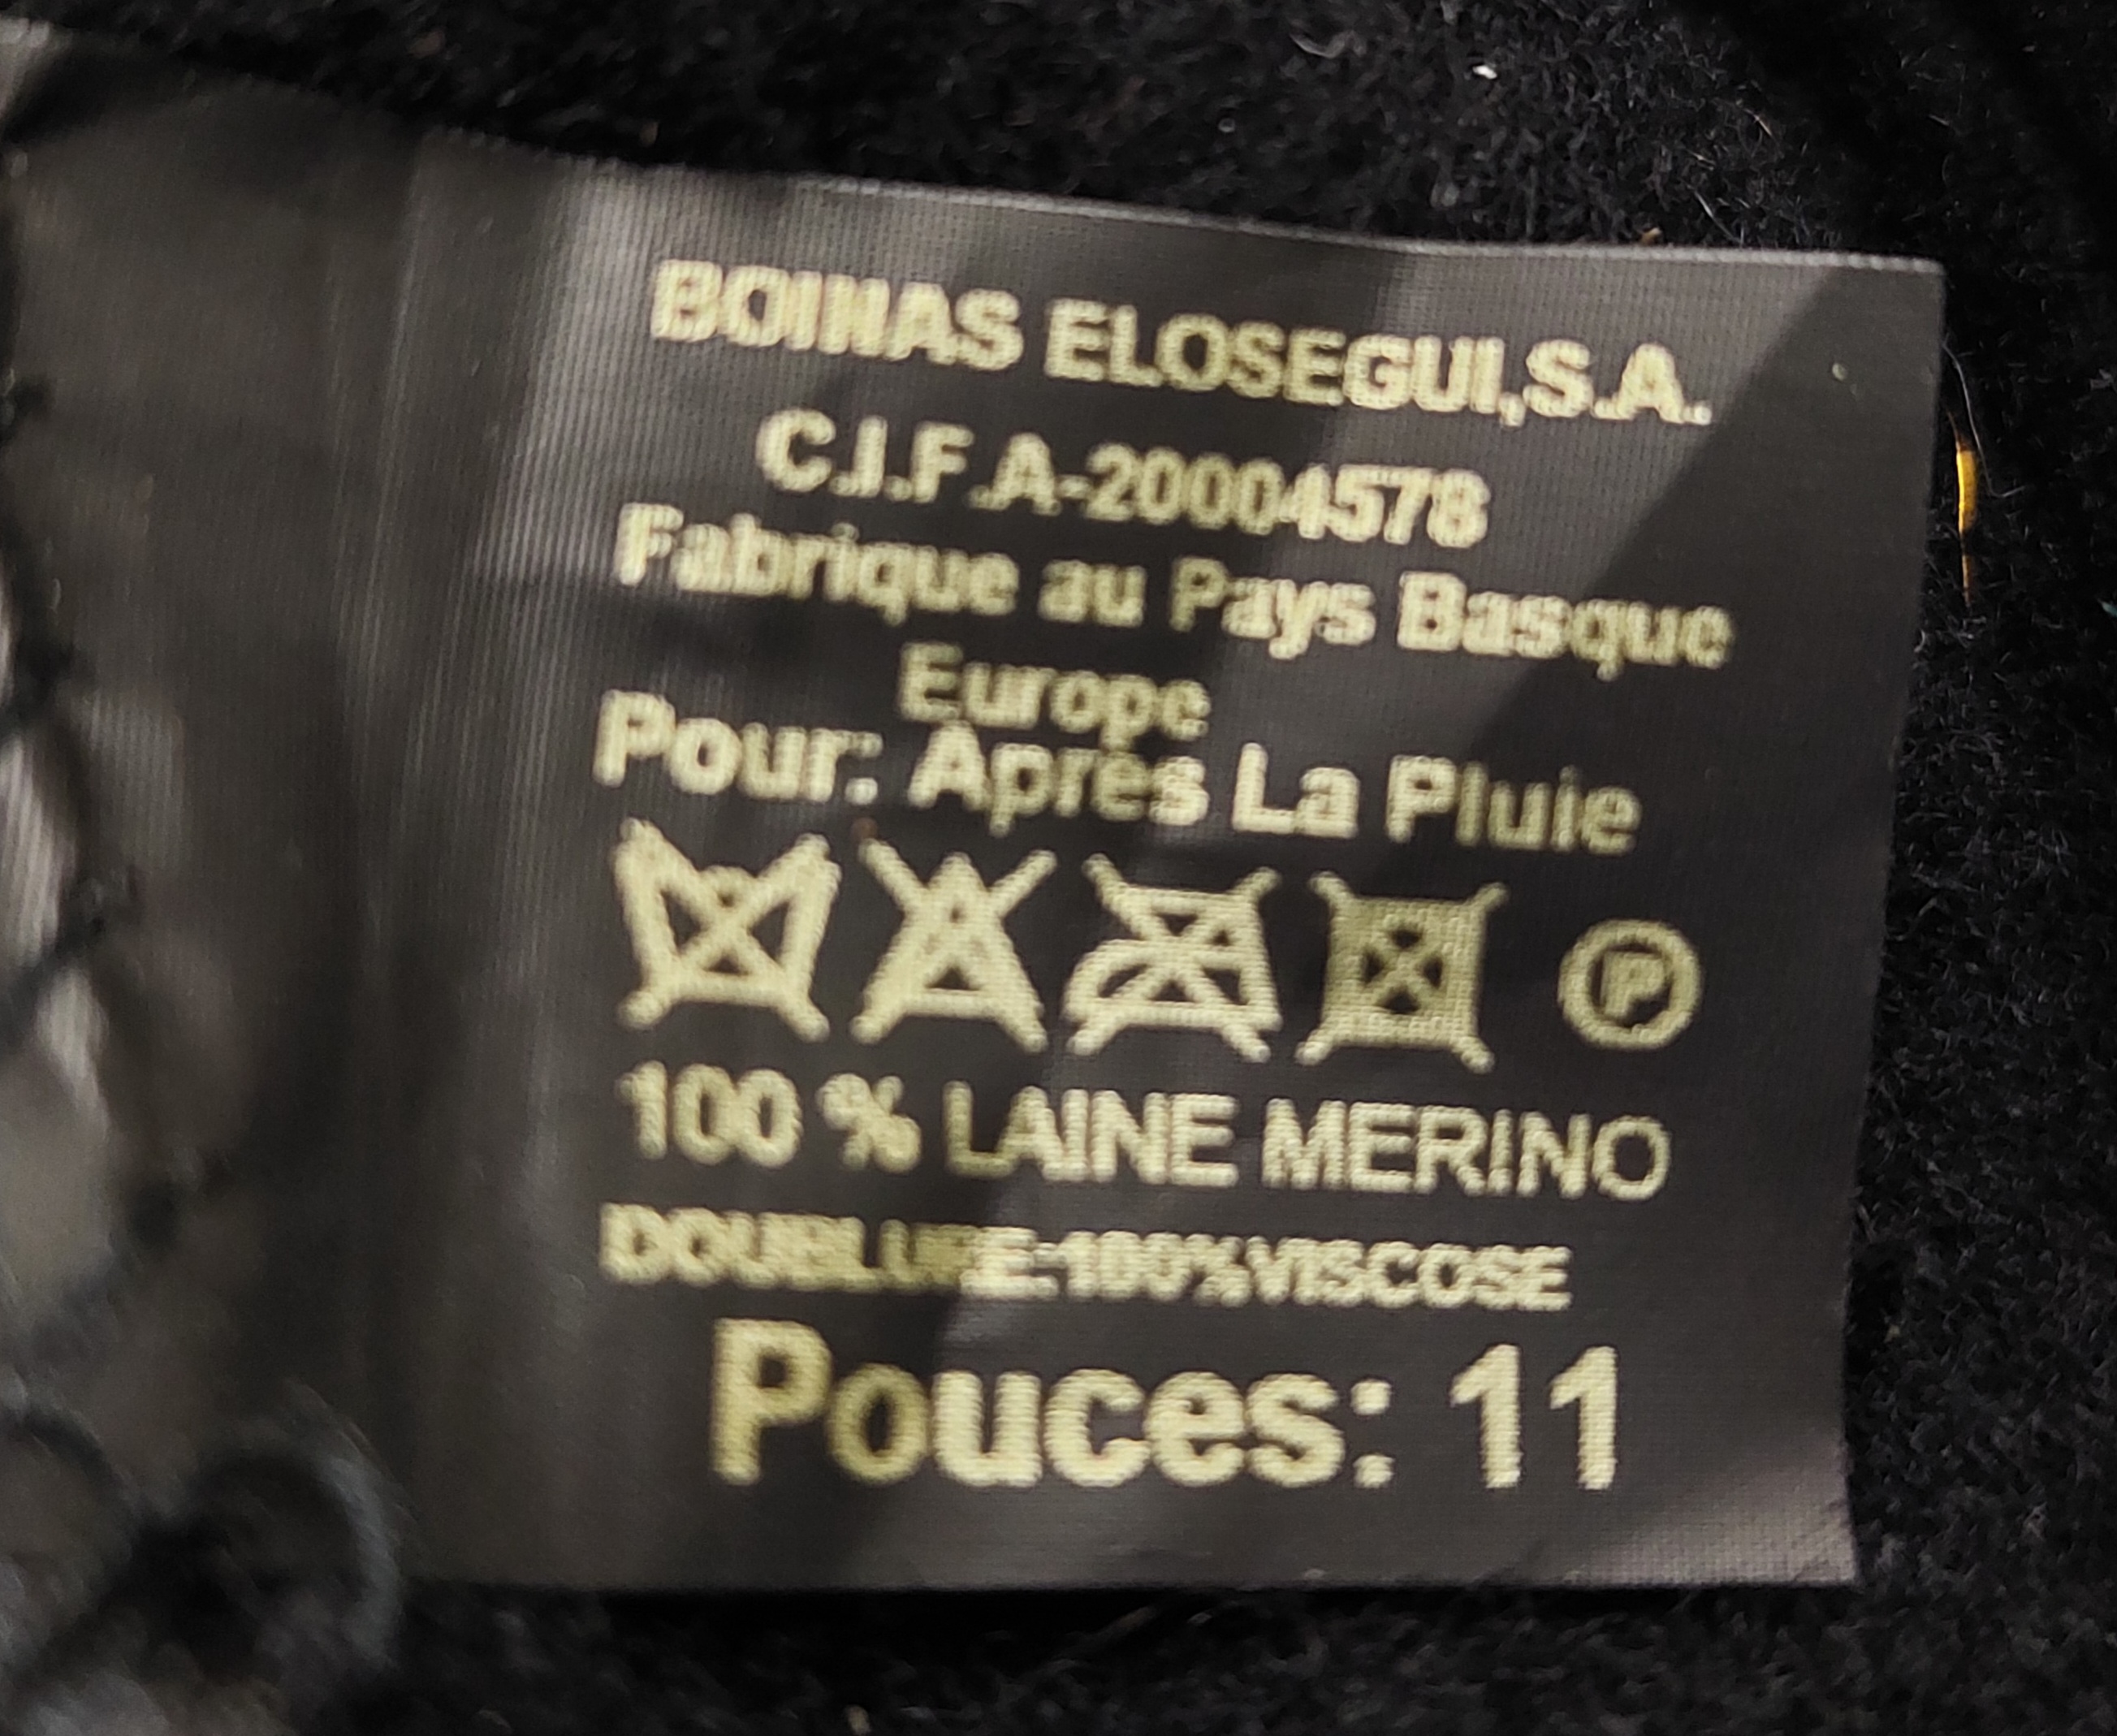 BOINAS ELOSEGUI,S.A.
C.I.F.A-20004578
Fabrique au Pays Basque
Europe
Pour: Après La Pluie
P
100 % LAINE MERINO
DOUBLURE:100%VISCOSE
Pouces: 11